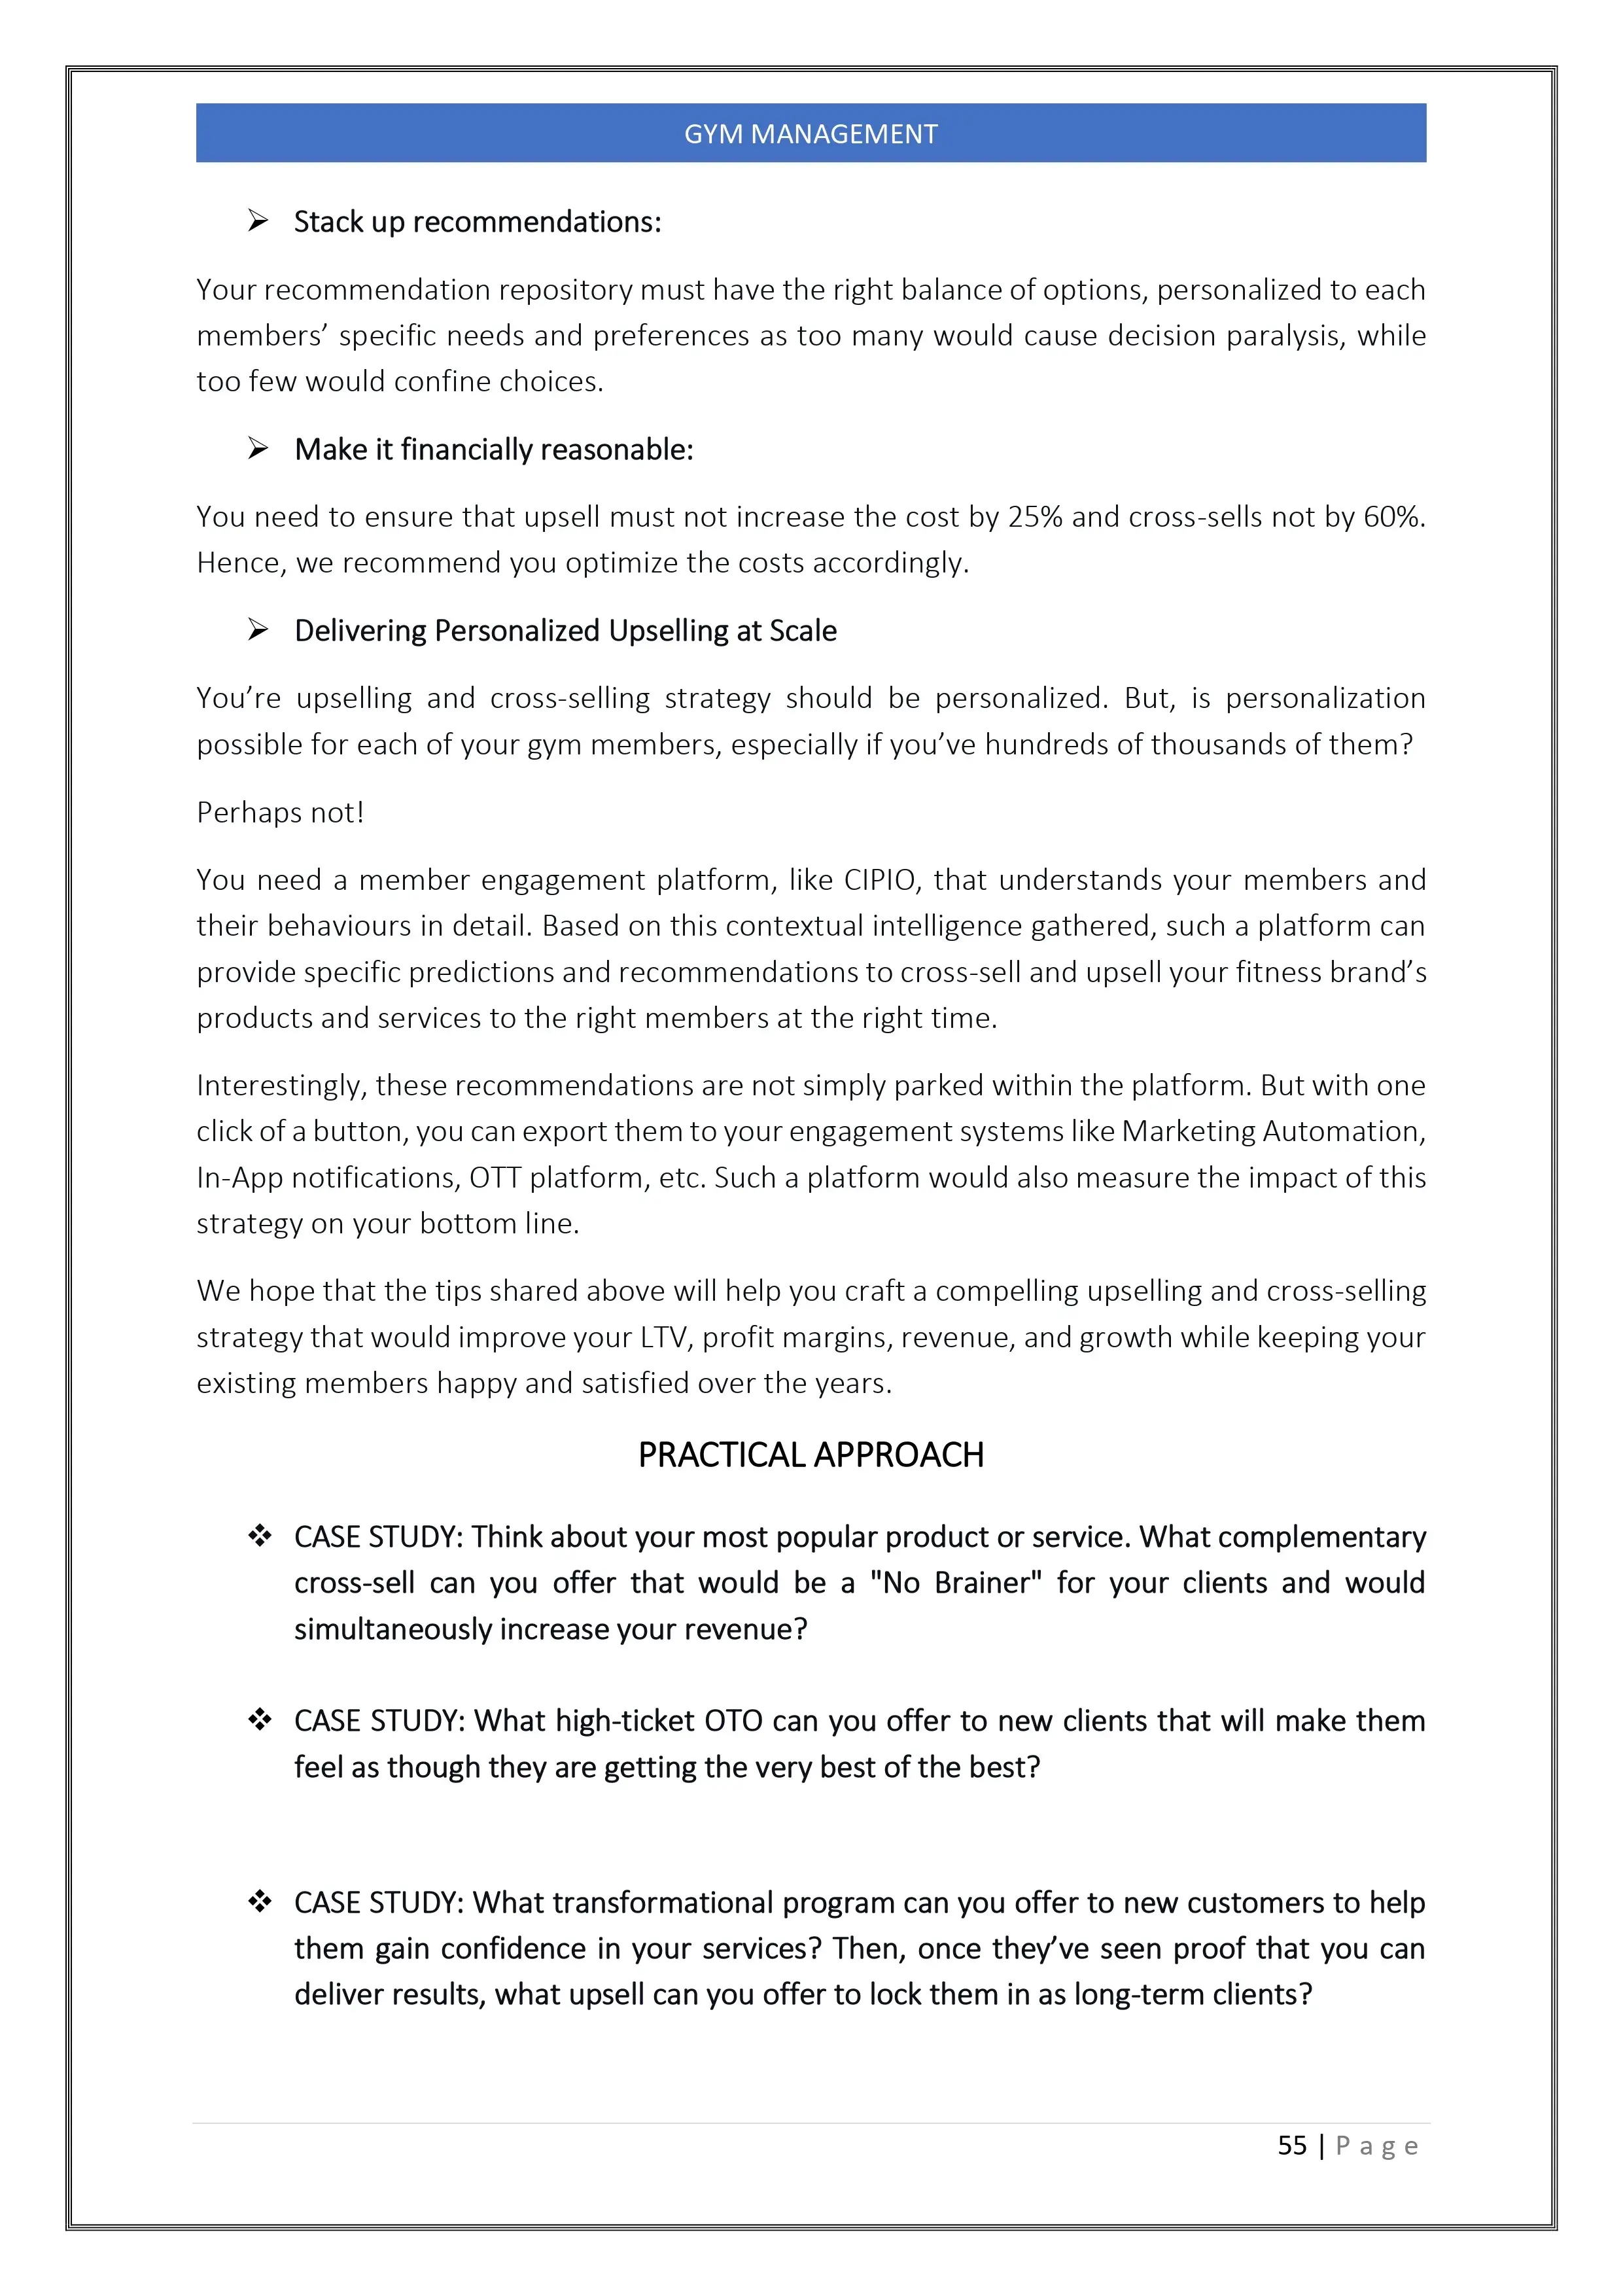 GYM MANAGEMENT
➢ Stack up recommendations:
Your recommendation repository must have the right balance of options, personalized to each
members’ specific needs and preferences as too many would cause decision paralysis, while
too few would confine choices.
➢ Make it financially reasonable:
You need to ensure that upsell must not increase the cost by 25% and cross-sells not by 60%.
Hence, we recommend you optimize the costs accordingly.
➢ Delivering Personalized Upselling at Scale
You’re upselling and cross-selling strategy should be personalized. But, is personalization
possible for each of your gym members, especially if you’ve hundreds of thousands of them?
Perhaps not!
You need a member engagement platform, like CIPIO, that understands your members and
their behaviours in detail. Based on this contextual intelligence gathered, such a platform can
provide specific predictions and recommendations to cross-sell and upsell your fitness brand’s
products and services to the right members at the right time.
Interestingly, these recommendations are not simply parked within the platform. But with one
click of a button, you can export them to your engagement systems like Marketing Automation,
In-App notifications, OTT platform, etc. Such a platform would also measure the impact of this
strategy on your bottom line.
We hope that the tips shared above will help you craft a compelling upselling and cross-selling
strategy that would improve your LTV, profit margins, revenue, and growth while keeping your
existing members happy and satisfied over the years.
PRACTICAL APPROACH
❖ CASE STUDY: Think about your most popular product or service. What complementary
cross-sell can you offer that would be a "No Brainer" for your clients and would
simultaneously increase your revenue?
❖ CASE STUDY: What high-ticket OTO can you offer to new clients that will make them
feel as though they are getting the very best of the best?
❖ CASE STUDY: What transformational program can you offer to new customers to help
them gain confidence in your services? Then, once they’ve seen proof that you can
deliver results, what upsell can you offer to lock them in as long-term clients?
55 | Page